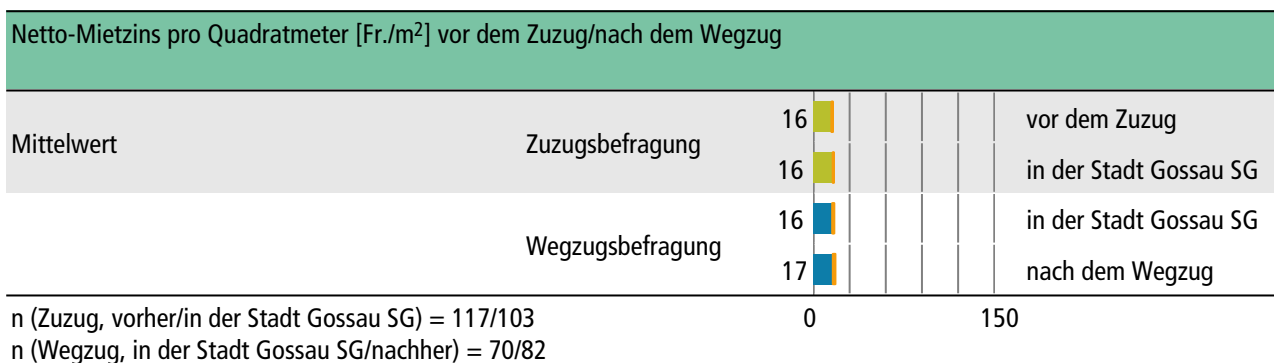 Netto-Mietzins pro Quadratmeter [Fr./m²] vor dem Zuzug/nach dem Wegzug
Mittelwert
Zuzugsbefragung
16 vor dem Zuzug
16 in der Stadt Gossau SG
Wegzugsbefragung
16 in der Stadt Gossau SG
17 nach dem Wegzug
n (Zuzug, vorher/in der Stadt Gossau SG) = 117/103
0 150
n (Wegzug, in der Stadt Gossau SG/nachher) = 70/82